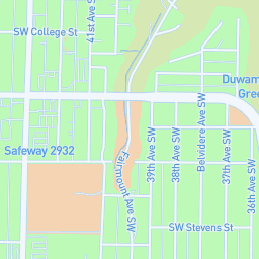 SW College St
41st Ave S
Duwam
Gree
Safeway 2932
Fairmount Ave SW
39th Ave SW
38th Ave SW
Belvidere Ave SW
37th Ave SW
36th Ave SW
SW Stevens St